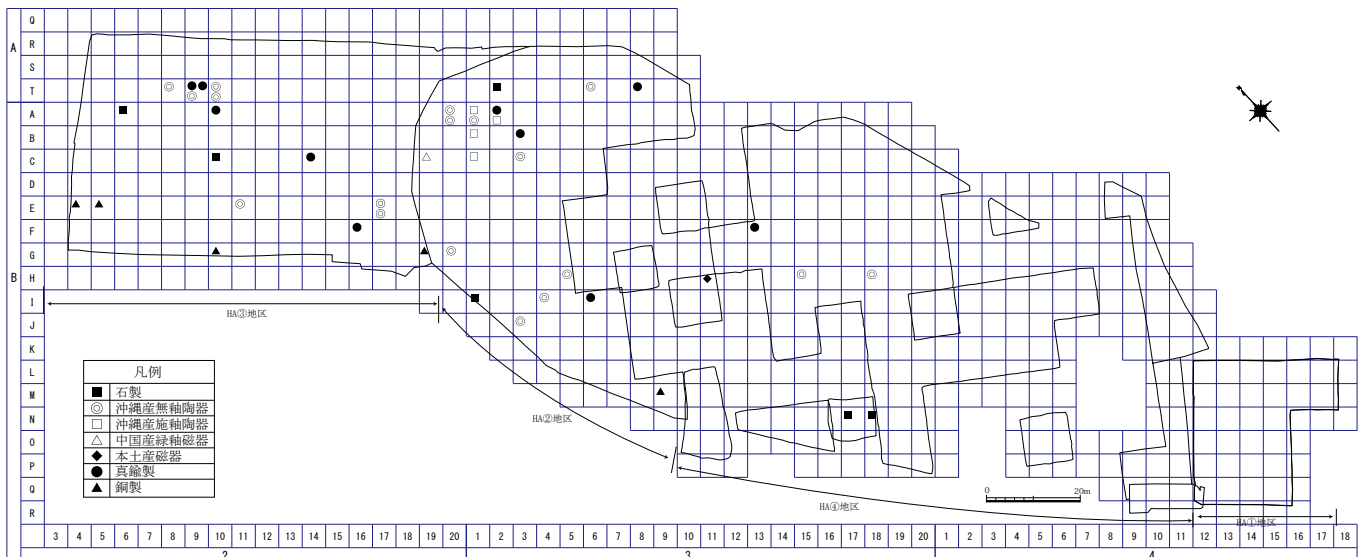 A
Q
R
S
T
B
A
B
C
D
E
F
G
H
I
J
K
L
M
N
O
P
Q
R
HA③地区
HA②地区
HA④地区
HA①地区
凡例
石製
沖縄産無釉陶器
沖縄産施釉陶器
中国産緑釉磁器
本土産磁器
真鍮製
銅製
0 20m
3 4 5 6 7 8 9 10 11 12 13 14 15 16 17 18 19 20 1 2 3 4 5 6 7 8 9 10 11 12 13 14 15 16 17 18 19 20 1 2 3 4 5 6 7 8 9 10 11 12 13 14 15 16 17 18
2 3 4